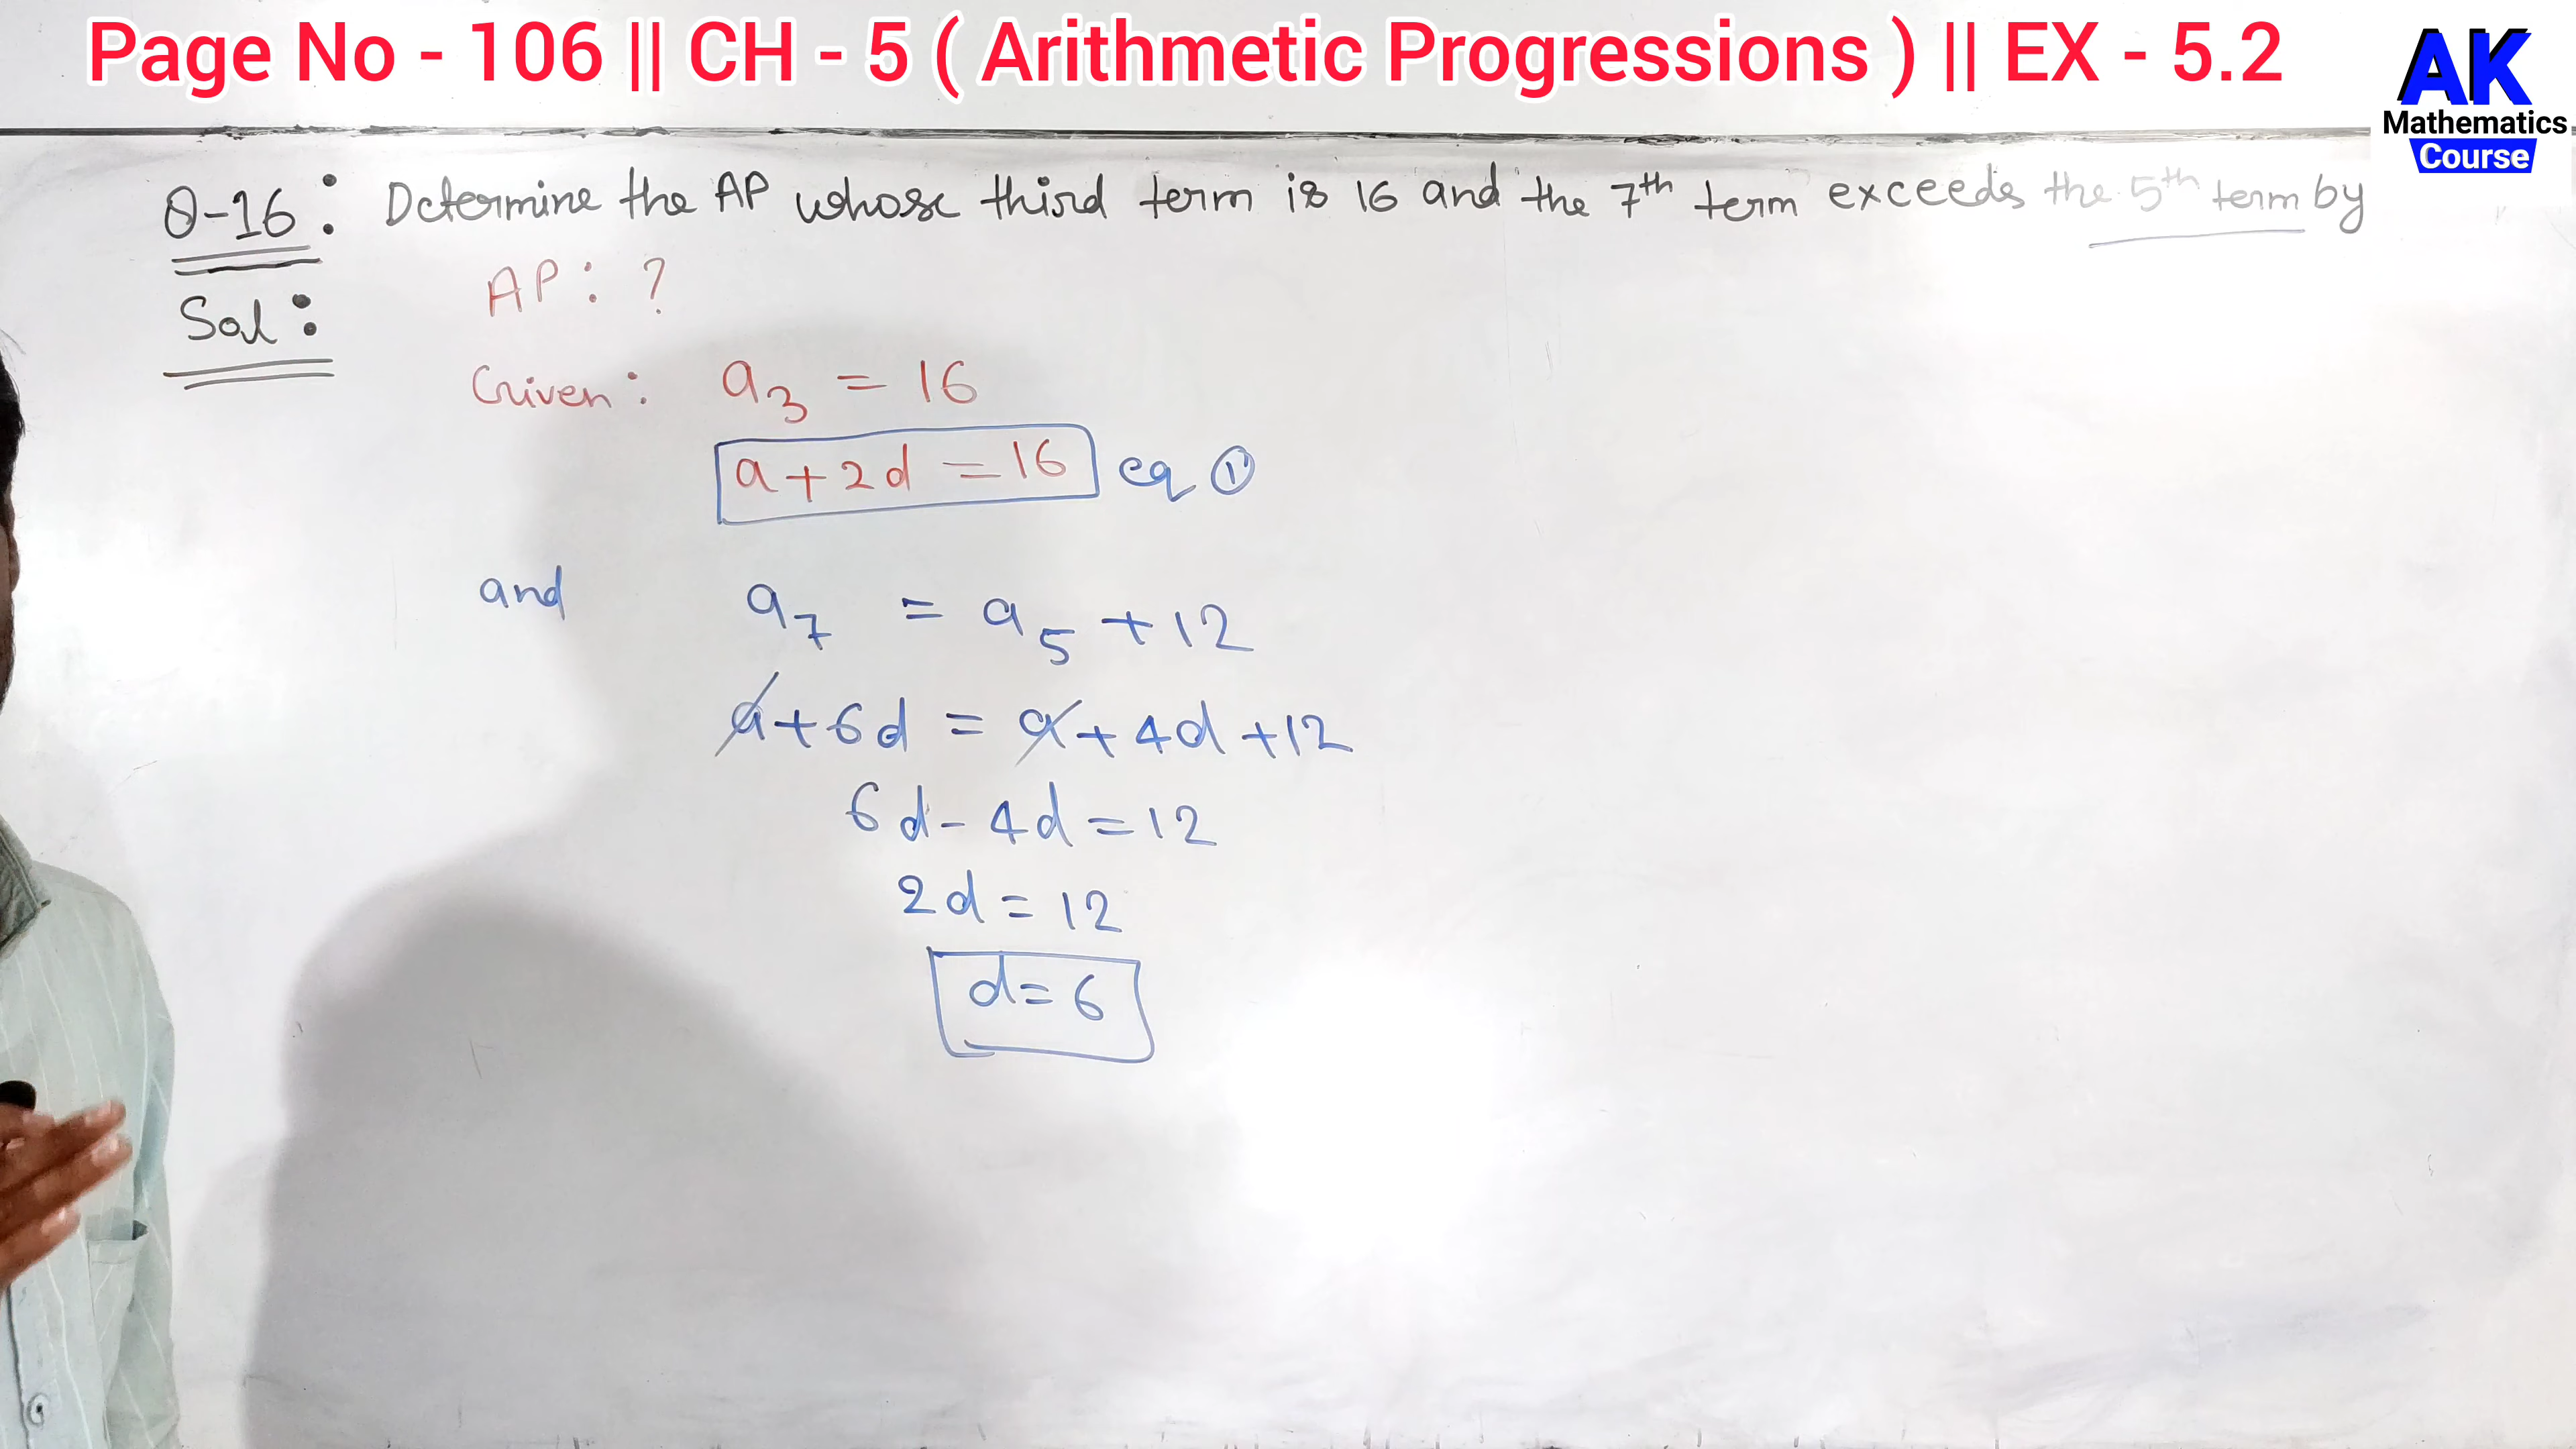 Page No - 106 || CH - 5 ( Arithmetic Progressions ) || EX - 5.2
AK
Mathematics
Course
Q-16 : Determine the AP whose third term is 16 and the 7th term exceeds the 5th term by
AP : ?
Sol :
Given : a₃ = 16
a + 2d = 16 eq ①
and a₇ = a₅ + 12
a + 6d = a + 4d + 12
6d - 4d = 12
2d = 12
d = 6